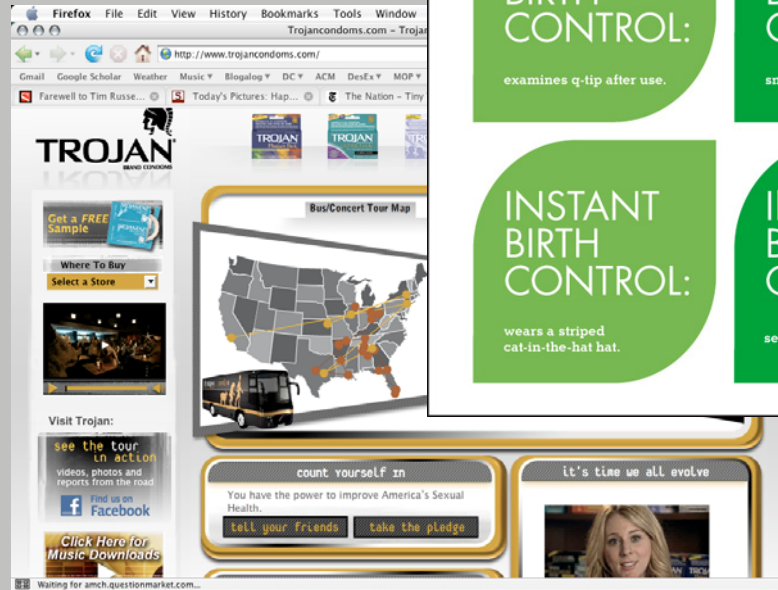 Firefox File Edit View History Bookmarks Tools Window
Trojancondoms.com – Trojan
http://www.trojancondoms.com/
Gmail Google Scholar Weather Music Blogalog DC ACM DesEx MOP
Farewell to Tim Russe... Today's Pictures: Hap... The Nation – Tiny
TROJAN
BRAND CONDOMS
TROJAN
TROJAN
Get a FREE
Sample
Where To Buy
Select a Store
Bus/Concert Tour Map
Visit Trojan:
see the tour
in action
videos, photos and
reports from the road
Find us on
Facebook
Click Here for
Music Downloads
count yourself in
You have the power to improve America's Sexual
Health.
tell your friends take the pledge
it's time we all evolve
Waiting for amch.questionmarket.com...
BIRTH
CONTROL:
examines q-tip after use.
INSTANT
BIRTH
CONTROL:
wears a striped
cat-in-the-hat hat.